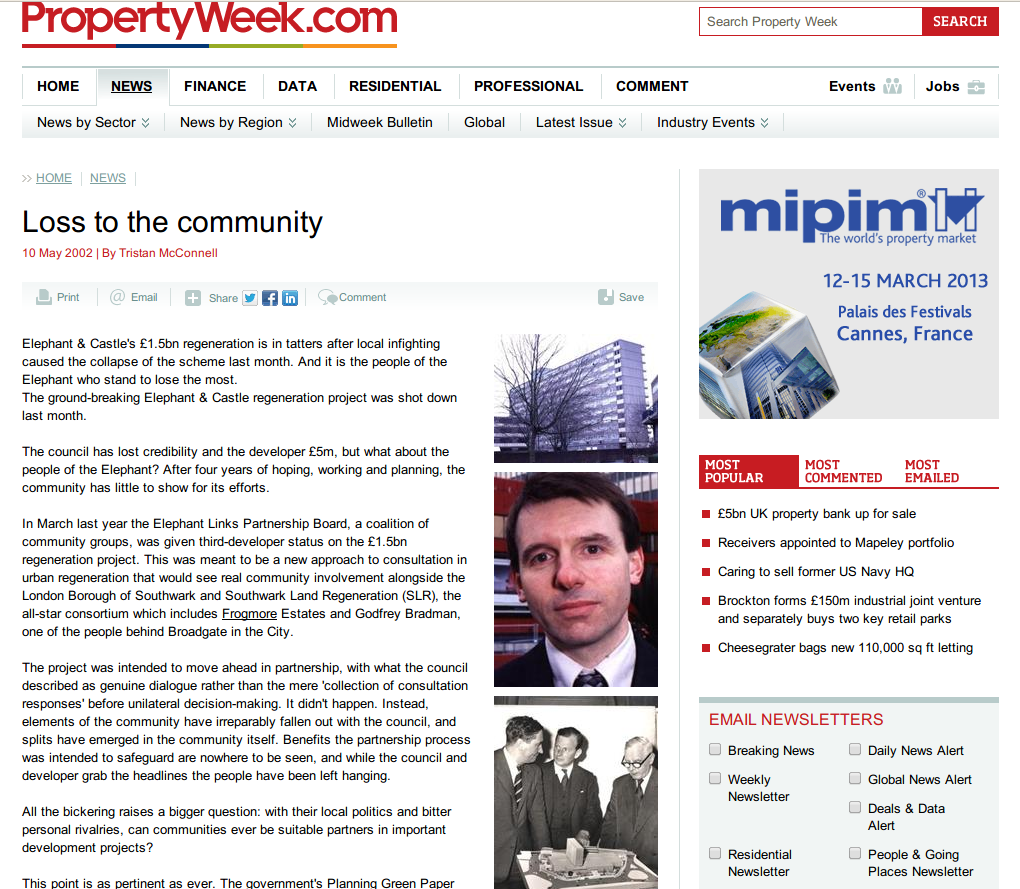 PropertyWeek.com
Search Property Week
SEARCH
HOME
NEWS
FINANCE
DATA
RESIDENTIAL
PROFESSIONAL
COMMENT
Events
Jobs
News by Sector
News by Region
Midweek Bulletin
Global
Latest Issue
Industry Events
HOME
NEWS
Loss to the community
10 May 2002 | By Tristan McConnell
Print
Email
Share
Comment
Save
Elephant & Castle's £1.5bn regeneration is in tatters after local infighting
caused the collapse of the scheme last month. And it is the people of the
Elephant who stand to lose the most.
The ground-breaking Elephant & Castle regeneration project was shot down
last month.
The council has lost credibility and the developer £5m, but what about the
people of the Elephant? After four years of hoping, working and planning, the
community has little to show for its efforts.
In March last year the Elephant Links Partnership Board, a coalition of
community groups, was given third-developer status on the £1.5bn
regeneration project. This was meant to be a new approach to consultation in
urban regeneration that would see real community involvement alongside the
London Borough of Southwark and Southwark Land Regeneration (SLR), the
all-star consortium which includes Frogmore Estates and Godfrey Bradman,
one of the people behind Broadgate in the City.
The project was intended to move ahead in partnership, with what the council
described as genuine dialogue rather than the mere 'collection of consultation
responses' before unilateral decision-making. It didn't happen. Instead,
elements of the community have irreparably fallen out with the council, and
splits have emerged in the community itself. Benefits the partnership process
was intended to safeguard are nowhere to be seen, and while the council and
developer grab the headlines the people have been left hanging.
All the bickering raises a bigger question: with their local politics and bitter
personal rivalries, can communities ever be suitable partners in important
development projects?
This point is as pertinent as ever. The government's Planning Green Paper
mipim®
The world's property market
12-15 MARCH 2013
Palais des Festivals
Cannes, France
MOST
POPULAR
MOST
COMMENTED
MOST
EMAILED
£5bn UK property bank up for sale
Receivers appointed to Mapeley portfolio
Caring to sell former US Navy HQ
Brockton forms £150m industrial joint venture
and separately buys two key retail parks
Cheesegrater bags new 110,000 sq ft letting
EMAIL NEWSLETTERS
Breaking News
Daily News Alert
Weekly
Newsletter
Global News Alert
Deals & Data
Alert
Residential
Newsletter
People & Going
Places Newsletter